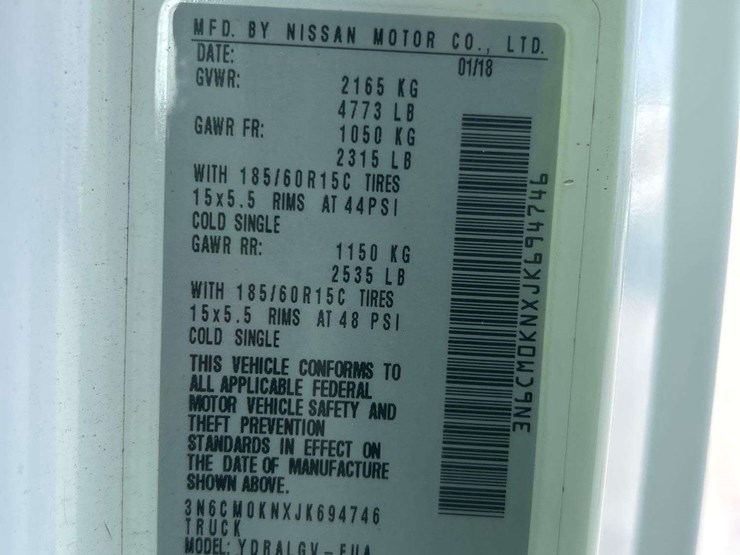 MFD. BY NISSAN MOTOR CO., LTD.
DATE: 01/18
GVWR: 2165 KG
4773 LB
GAWR FR: 1050 KG
2315 LB
WITH 185/60R15C TIRES
15x5.5 RIMS AT 44PSI
COLD SINGLE
GAWR RR: 1150 KG
2535 LB
WITH 185/60R15C TIRES
15x5.5 RIMS AT 48 PSI
COLD SINGLE
THIS VEHICLE CONFORMS TO
ALL APPLICABLE FEDERAL
MOTOR VEHICLE SAFETY AND
THEFT PREVENTION
STANDARDS IN EFFECT ON
THE DATE OF MANUFACTURE
SHOWN ABOVE.
3N6CM0KNXJK694746
TRUCK
MODEL: YDRALGV-EUA
3N6CM0KNXJK694746